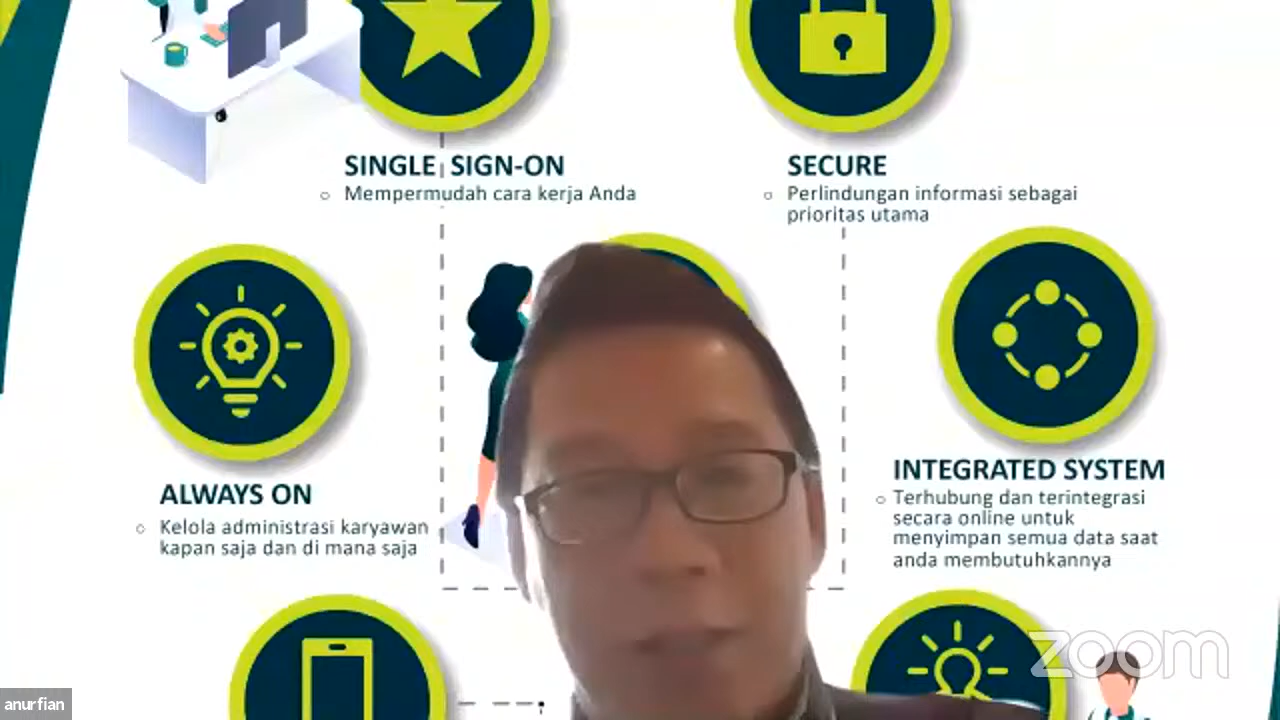 SINGLE SIGN-ON
Mempermudah cara kerja Anda
SECURE
Perlindungan informasi sebagai
prioritas utama
ALWAYS ON
Kelola administrasi karyawan
kapan saja dan di mana saja
INTEGRATED SYSTEM
Terhubung dan terintegrasi
secara online untuk
menyimpan semua data saat
anda membutuhkannya
zoom
anurfian